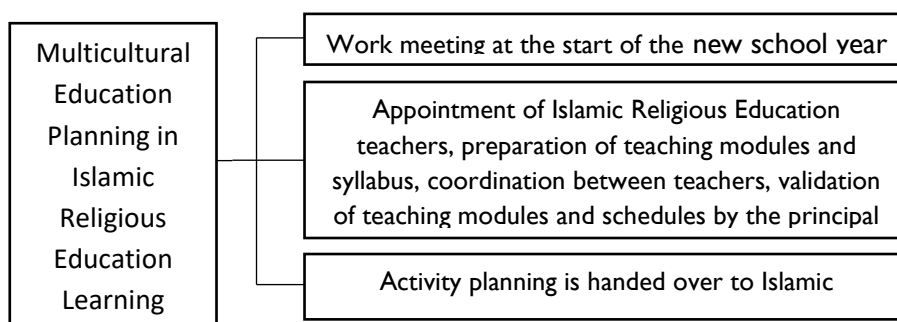 Multicultural
Education
Planning in
Islamic
Religious
Education
Learning
Work meeting at the start of the new school year
Appointment of Islamic Religious Education
teachers, preparation of teaching modules and
syllabus, coordination between teachers, validation
of teaching modules and schedules by the principal
Activity planning is handed over to Islamic